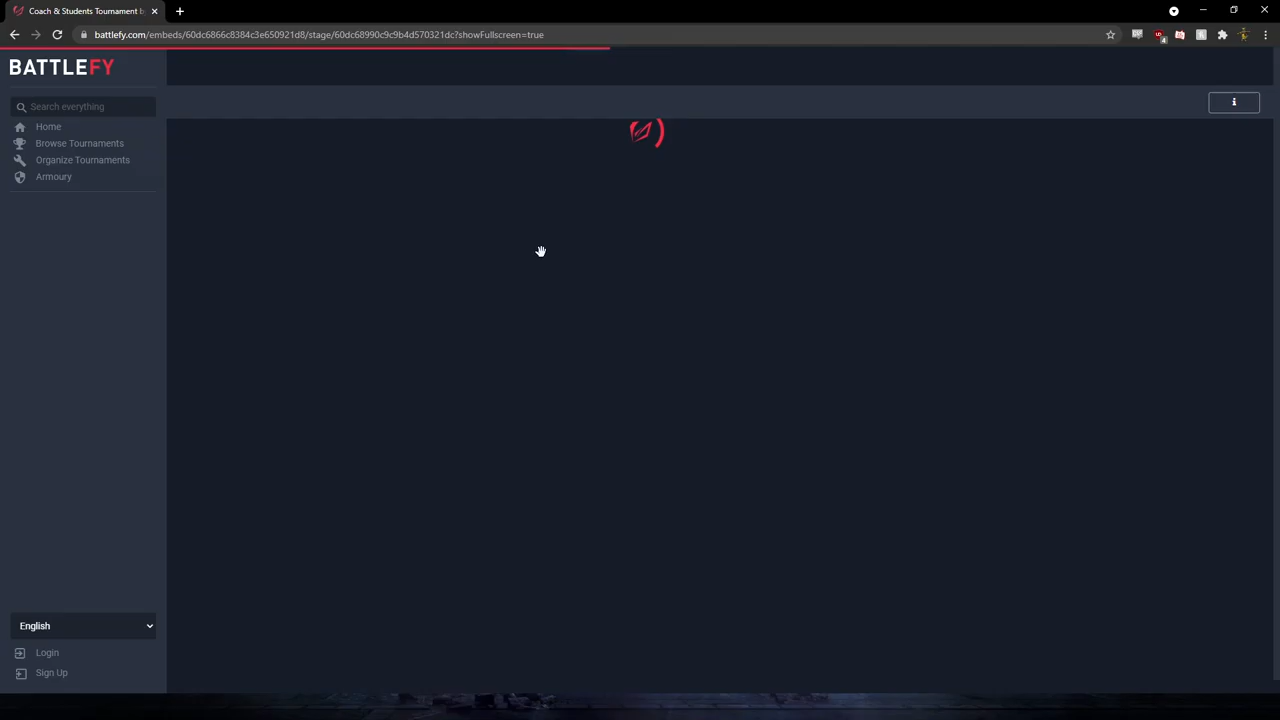 Coach & Students Tournament b
battlefy.com/embeds/60dc6866c8384c3e650921d8/stage/60dc68990c9c9b4d570321dc?showFullscreen=true
4
BATTLEFY
Search everything
Home
Browse Tournaments
Organize Tournaments
Armoury
i
English
Login
Sign Up